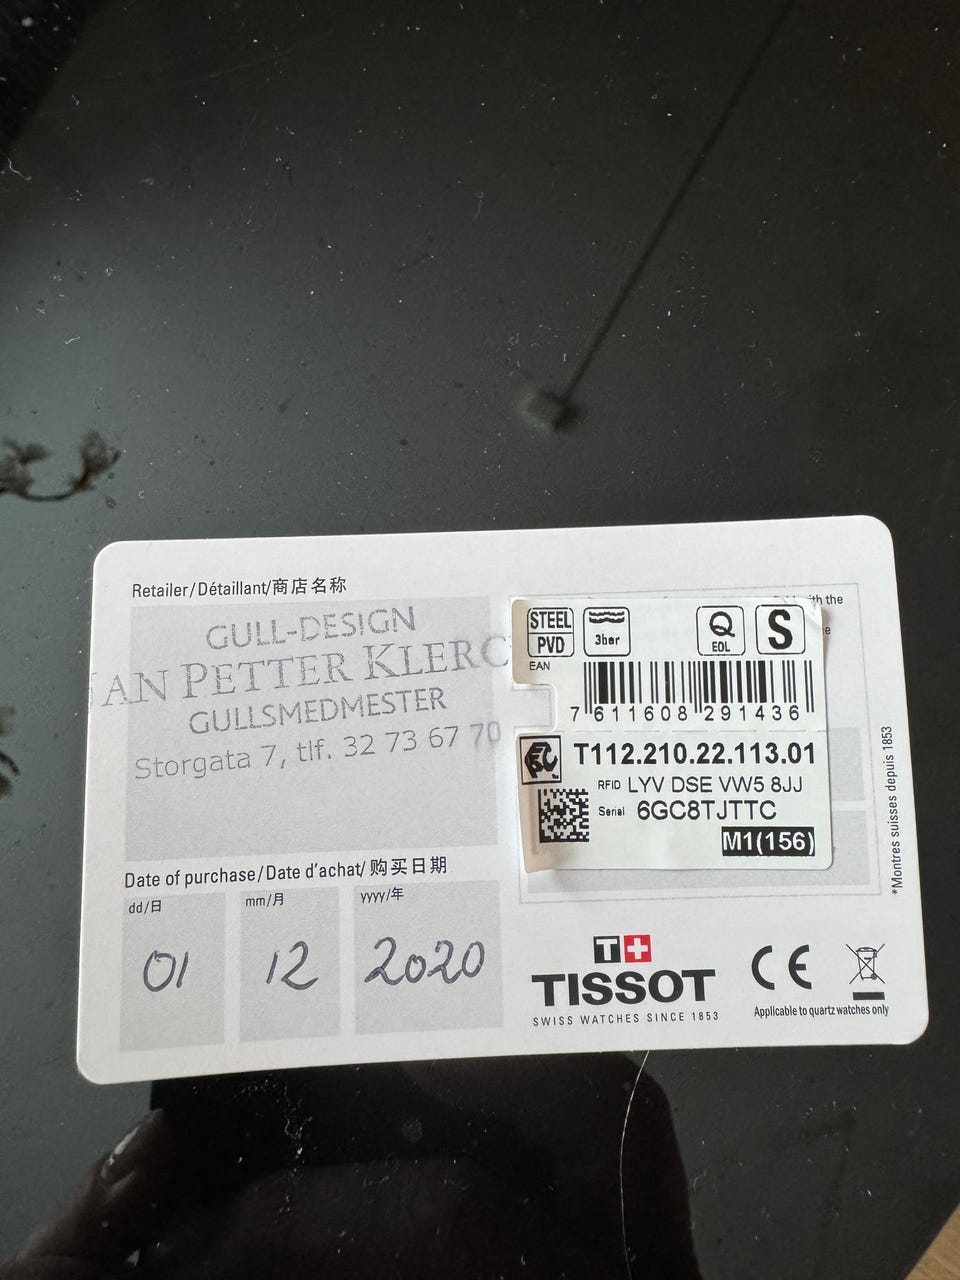 Retailer/Détaillant/商店名称
GULL-DESIGN
JAN PETTER KLERC
GULLSMEDMESTER
Storgata 7, tlf. 32 73 67 70
Date of purchase/Date d'achat/购买日期
dd/日 mm/月 yyyy/年
01 12 2020
with the
STEEL PVD
3bar
Q EOL
S
EAN
7 611608 291436
T112.210.22.113.01
RFID LYV DSE VW5 8JJ
Serial 6GC8TJTTC
M1(156)
*Montres suisses depuis 1853
T+
TISSOT
SWISS WATCHES SINCE 1853
CE
Applicable to quartz watches only